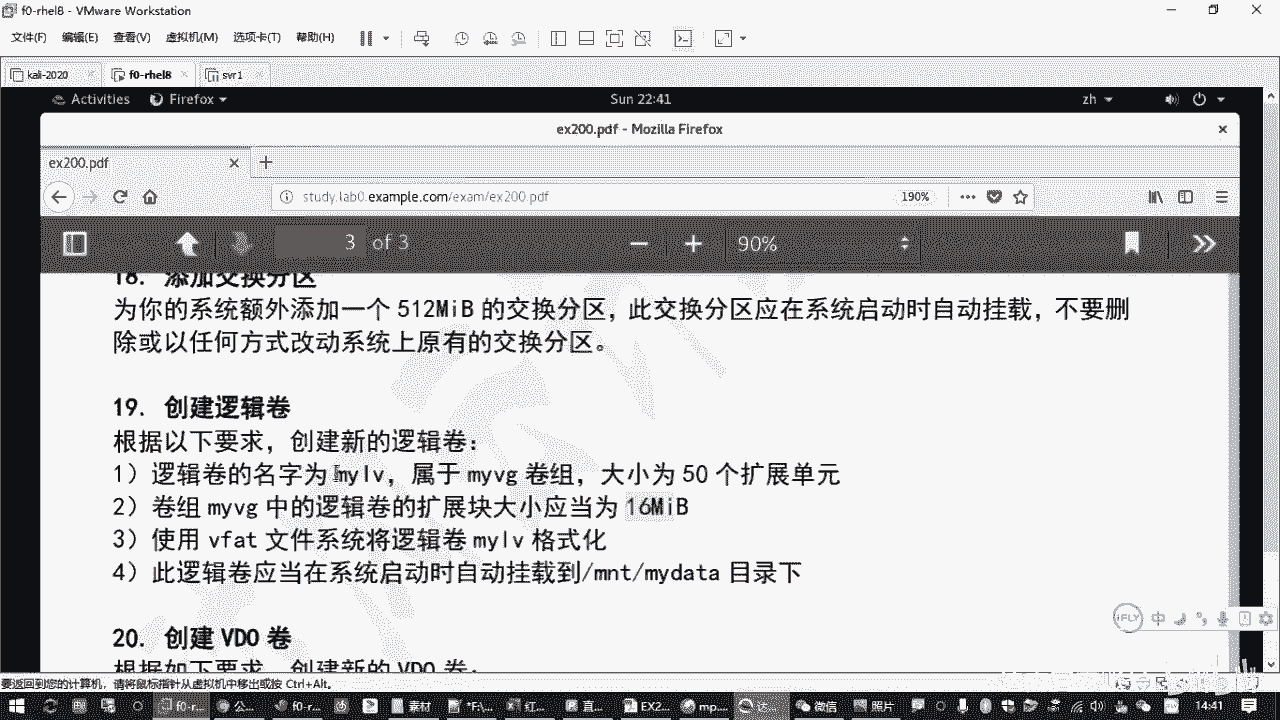 f0-rhel8 - VMware Workstation
文件(F) 编辑(E) 查看(V) 虚拟机(M) 选项卡(T) 帮助(H)
kali-2020 f0-rhel8 svr1
Activities Firefox Sun 22:41 zh
ex200.pdf - Mozilla Firefox
ex200.pdf
study.lab0.example.com/exam/ex200.pdf 190%
3 of 3 90%
18. 添加交换分区
为你的系统额外添加一个 512MiB 的交换分区，此交换分区应在系统启动时自动挂载，不要删
除或以任何方式改动系统上原有的交换分区。
19. 创建逻辑卷
根据以下要求，创建新的逻辑卷：
1）逻辑卷的名字为 mylv，属于 myvg 卷组，大小为 50 个扩展单元
2）卷组 myvg 中的逻辑卷的扩展块大小应当为 16MiB
3）使用 vfat 文件系统将逻辑卷 mylv 格式化
4）此逻辑卷应当在系统启动时自动挂载到/mnt/mydata 目录下
20. 创建 VDO 卷
根据如下要求，创建新的 VDO 卷：
iFLY 中
要返回到您的计算机，请将鼠标指针从虚拟机中移出或按 Ctrl+Alt。
f0-r... 公... f0-r... 素材 "F:\... 红... 直... EX2... mp... 达... 微信 照片 14:41